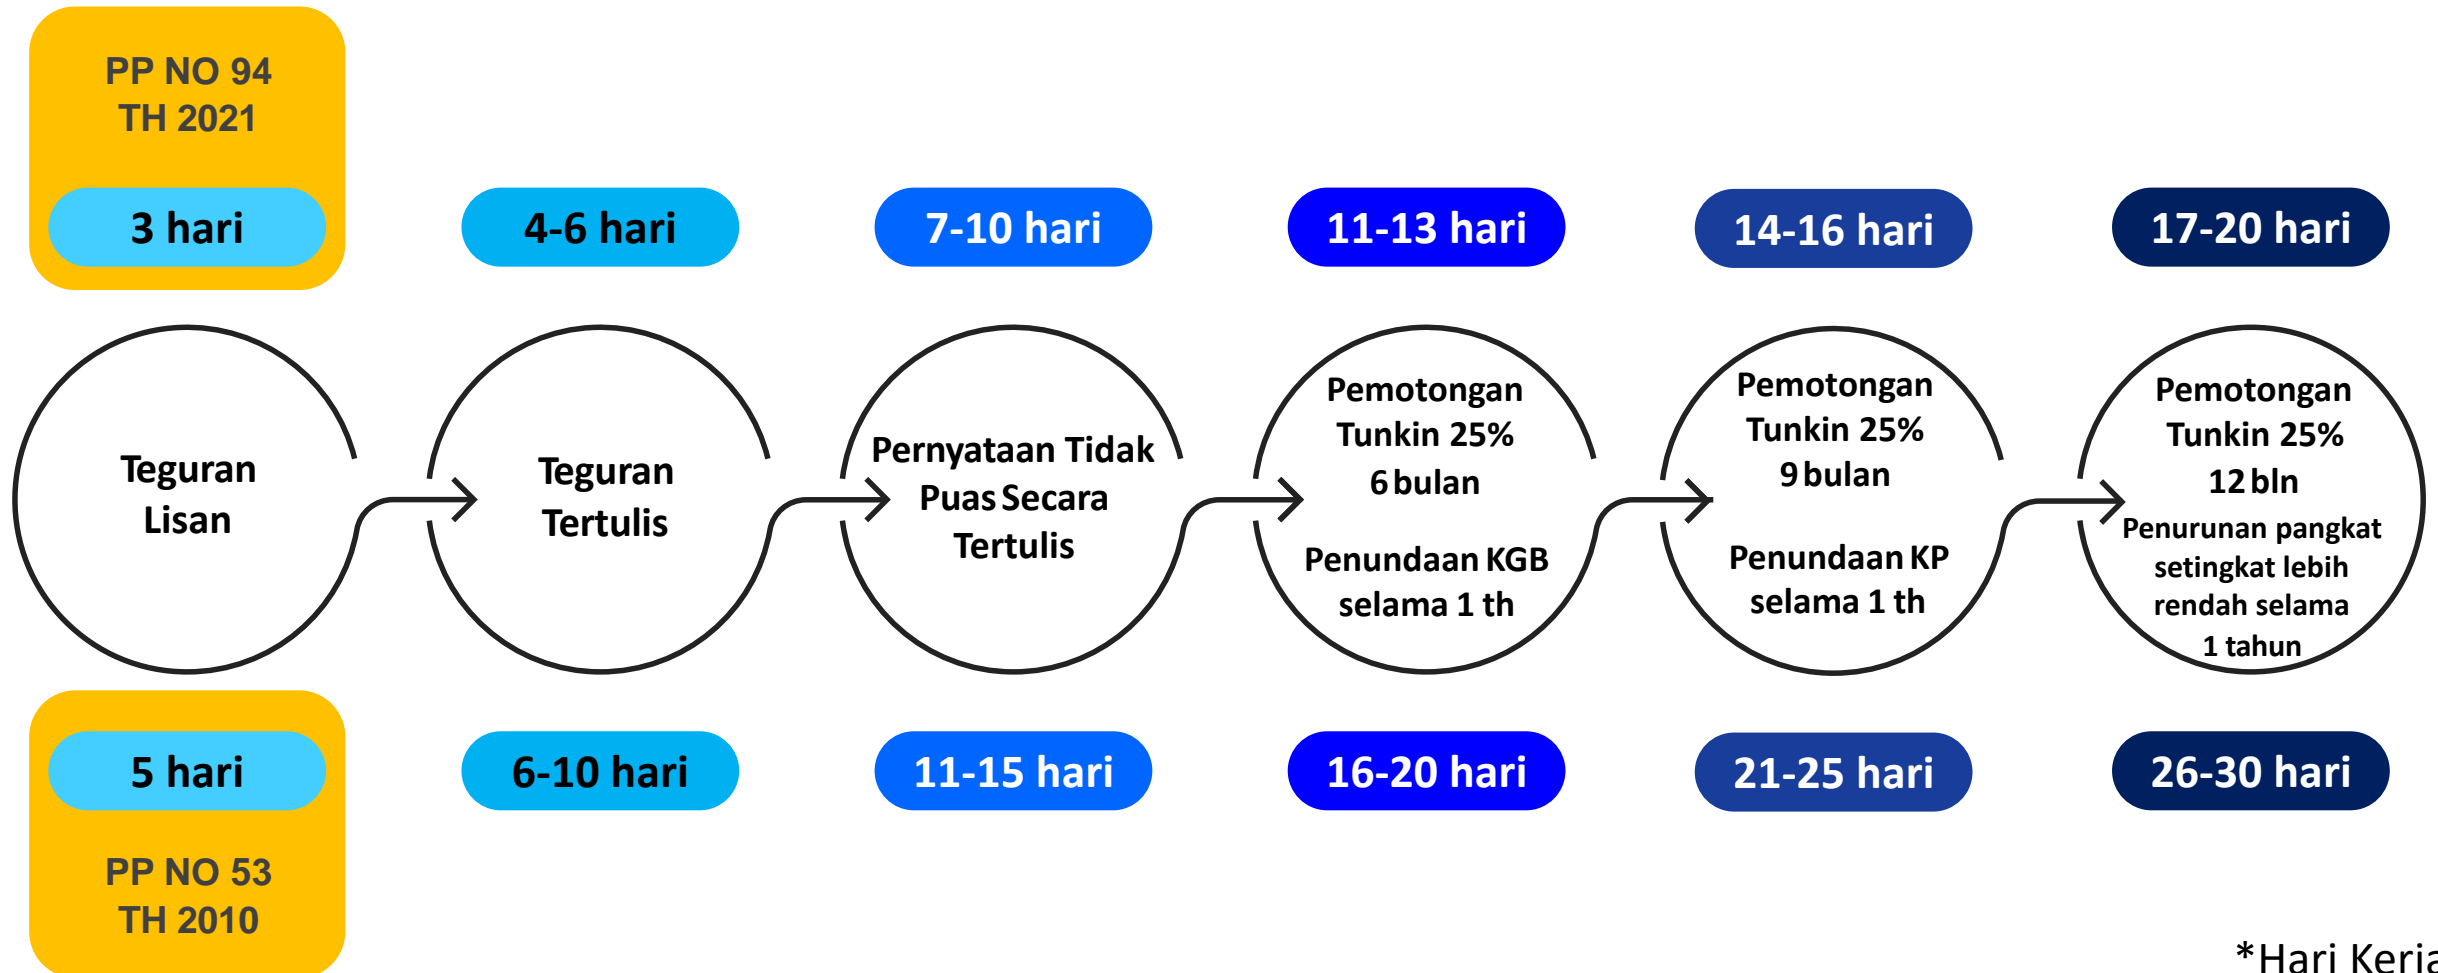 PP NO 94
TH 2021
3 hari
4-6 hari
7-10 hari
11-13 hari
14-16 hari
17-20 hari
Teguran
Lisan
Teguran
Tertulis
Pernyataan Tidak
Puas Secara
Tertulis
Pemotongan
Tunkin 25%
6 bulan
Penundaan KGB
selama 1 th
Pemotongan
Tunkin 25%
9 bulan
Penundaan KP
selama 1 th
Pemotongan
Tunkin 25%
12 bln
Penurunan pangkat
setingkat lebih
rendah selama
1 tahun
5 hari
6-10 hari
11-15 hari
16-20 hari
21-25 hari
26-30 hari
PP NO 53
TH 2010
*Hari Kerja